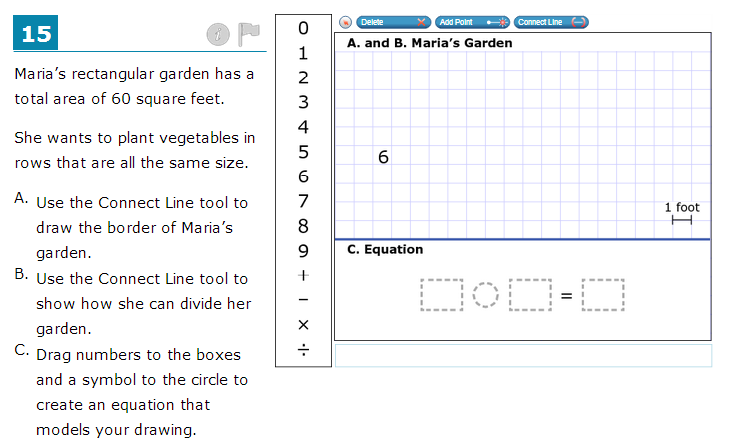 15
Maria's rectangular garden has a
total area of 60 square feet.
She wants to plant vegetables in
rows that are all the same size.
A. Use the Connect Line tool to
draw the border of Maria's
garden.
B. Use the Connect Line tool to
show how she can divide her
garden.
C. Drag numbers to the boxes
and a symbol to the circle to
create an equation that
models your drawing.
0
1
2
3
4
5
6
7
8
9
+
−
×
÷
Delete Add Point Connect Line
A. and B. Maria's Garden
6
1 foot
C. Equation
=